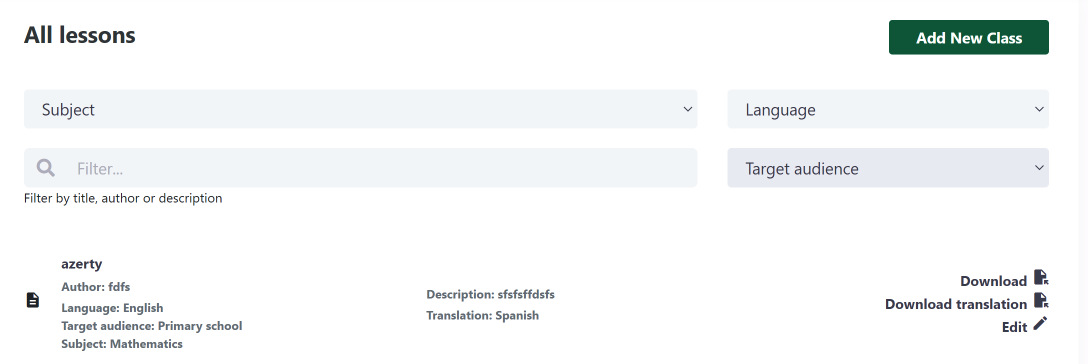 All lessons
Add New Class
Subject
Language
Filter...
Target audience
Filter by title, author or description
azerty
Author: fdfs
Language: English
Target audience: Primary school
Subject: Mathematics
Description: sfsfsffdsfs
Translation: Spanish
Download
Download translation
Edit